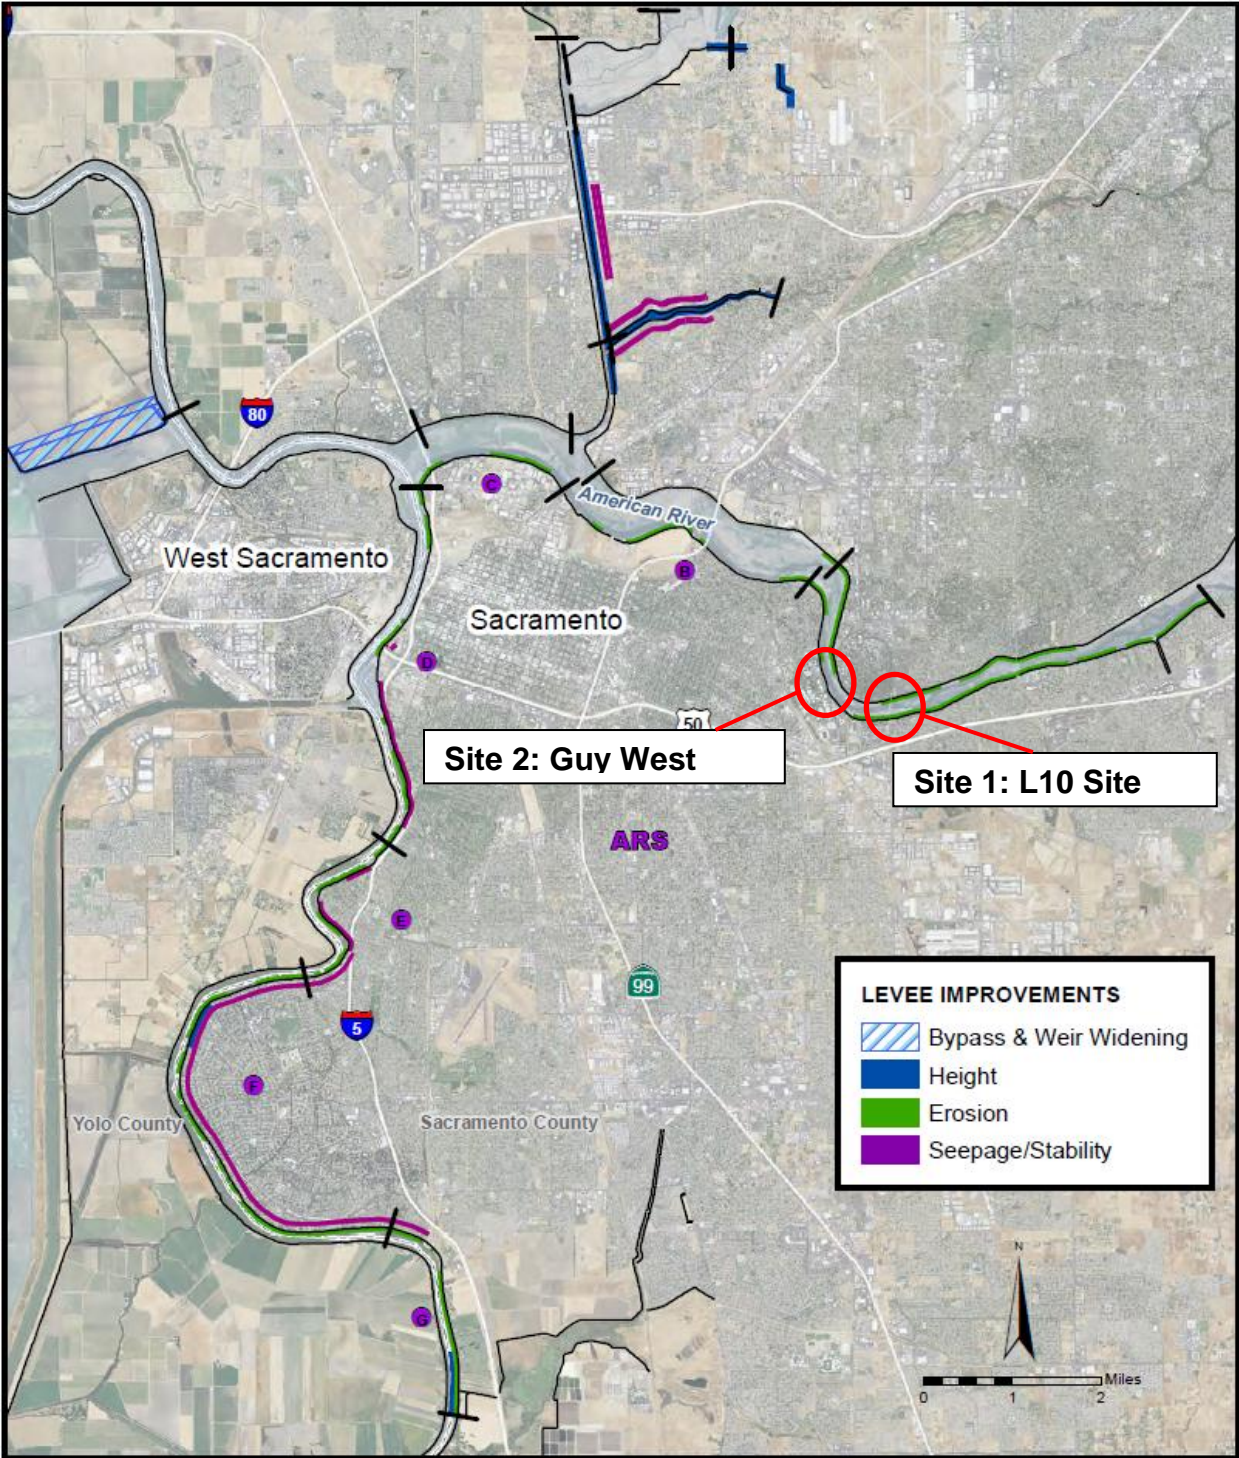 80
C
American River
West Sacramento
B
Sacramento
D
50
Site 2: Guy West
Site 1: L10 Site
ARS
E
99
LEVEE IMPROVEMENTS
Bypass & Weir Widening
Height
Erosion
Seepage/Stability
5
F
Yolo County
Sacramento County
G
N
Miles
0 1 2